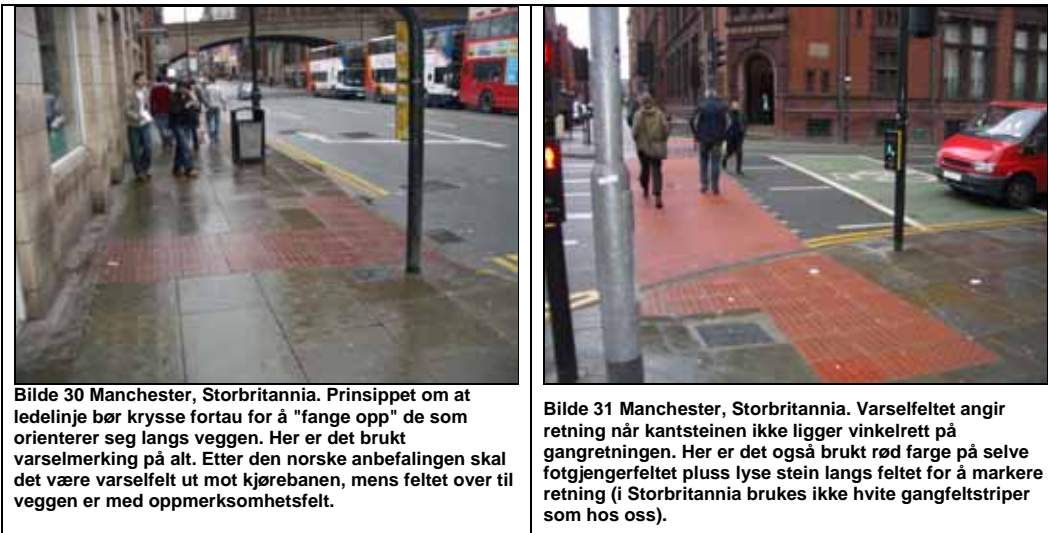 Bilde 30 Manchester, Storbritannia. Prinsippet om at
ledelinje bør krysse fortau for å "fange opp" de som
orienterer seg langs veggen. Her er det brukt
varselmerking på alt. Etter den norske anbefalingen skal
det være varselfelt ut mot kjørebanen, mens feltet over til
veggen er med oppmerksomhetsfelt.
Bilde 31 Manchester, Storbritannia. Varselfeltet angir
retning når kantsteinen ikke ligger vinkelrett på
gangretningen. Her er det også brukt rød farge på selve
fotgjengerfeltet pluss lyse stein langs feltet for å markere
retning (i Storbritannia brukes ikke hvite gangfeltstriper
som hos oss).